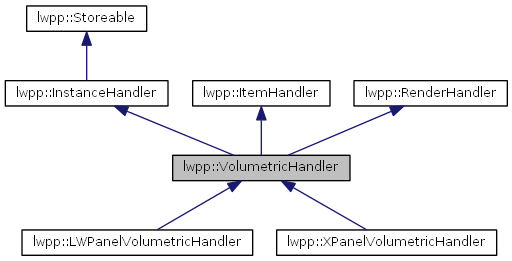 lwpp::Storeable
lwpp::InstanceHandler
lwpp::ItemHandler
lwpp::RenderHandler
lwpp::VolumetricHandler
lwpp::LWPanelVolumetricHandler
lwpp::XPanelVolumetricHandler